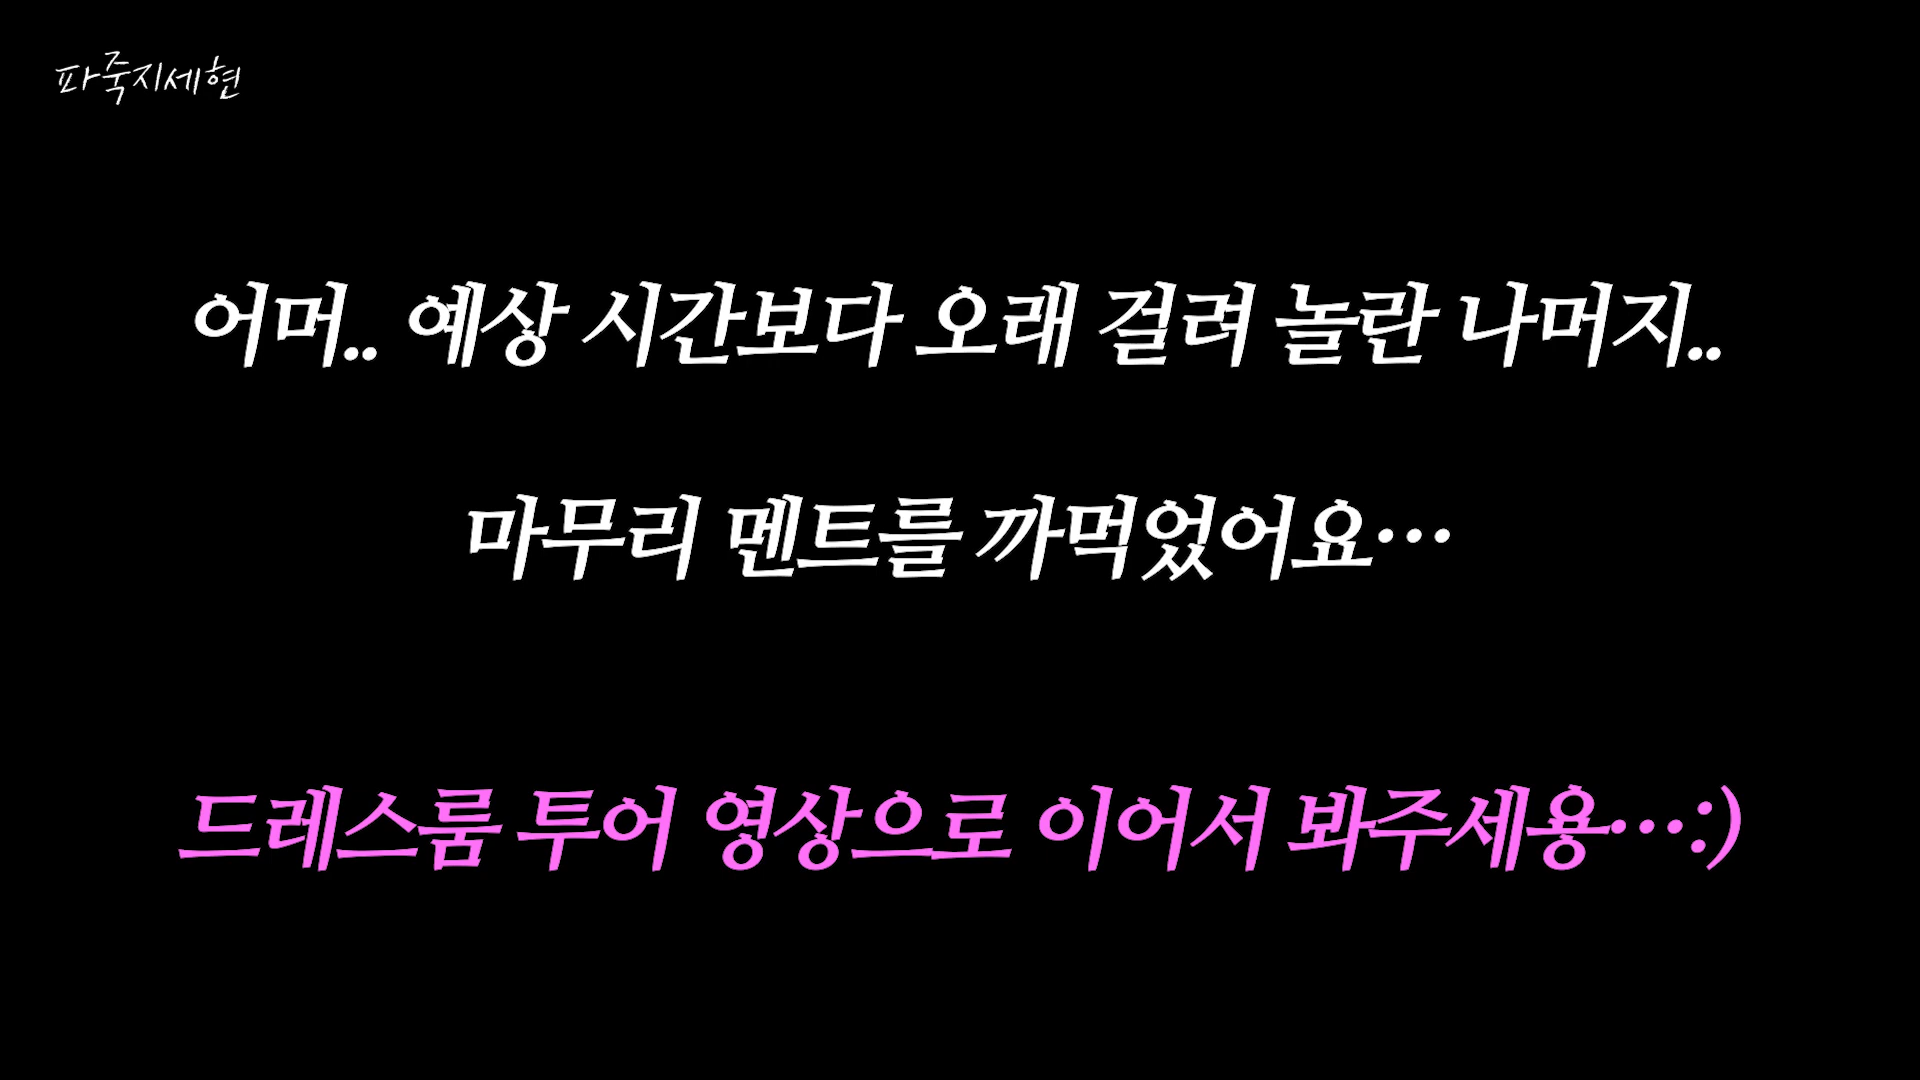 파죽지세현
어머.. 예상 시간보다 오래 걸려 놀란 나머지..
마무리 멘트를 까먹었어요…
드레스룸 투어 영상으로 이어서 봐주세용…:)